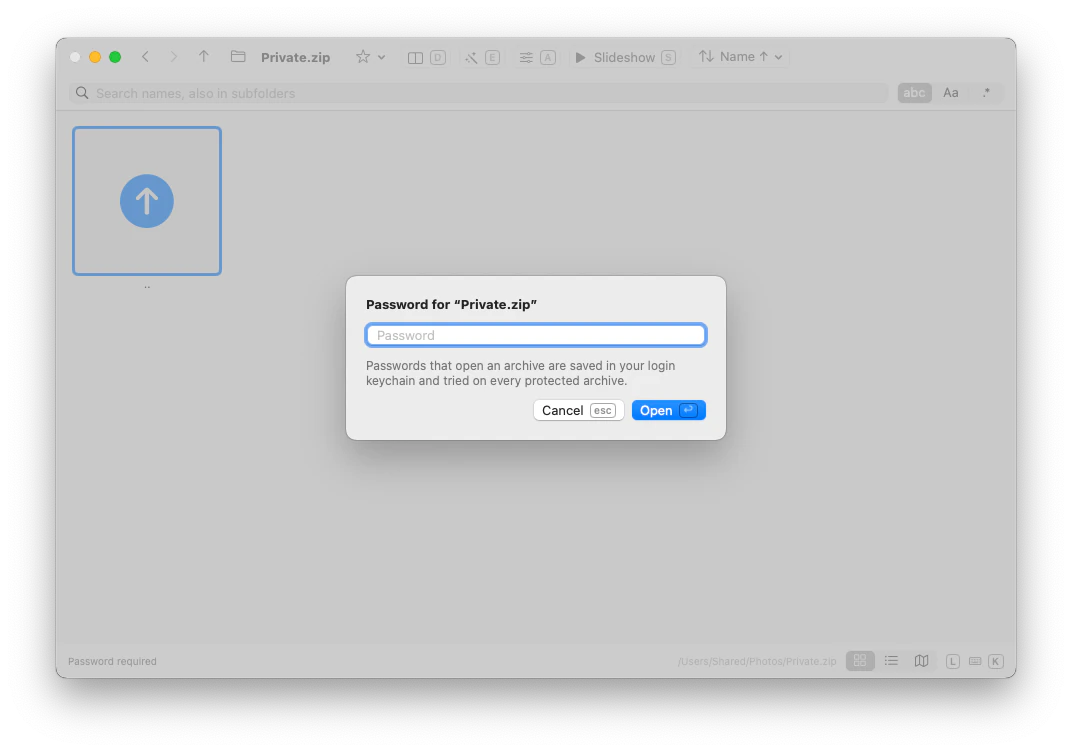 Private.zip
D
E
A
Slideshow S
Name
Search names, also in subfolders
abc
Aa
.*
..
Password for “Private.zip”
Password
Passwords that open an archive are saved in your login
keychain and tried on every protected archive.
Cancel esc
Open
Password required
/Users/Shared/Photos/Private.zip
L
K